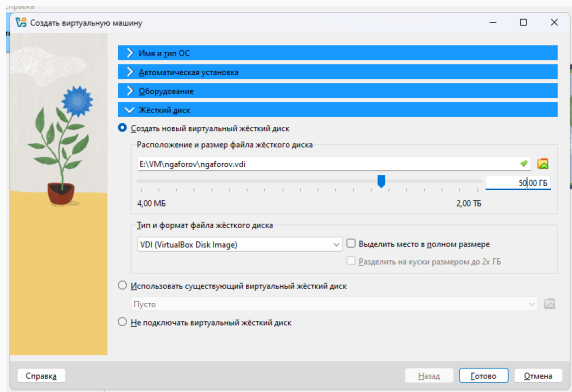 Справка
Создать виртуальную машину
Имя и тип ОС
Автоматическая установка
Оборудование
Жёсткий диск
Создать новый виртуальный жёсткий диск
Расположение и размер файла жёсткого диска
E:\VM\ngaforov\ngaforov.vdi
50,00 ГБ
4,00 МБ
2,00 ТБ
Тип и формат файла жёсткого диска
VDI (VirtualBox Disk Image)
Выделить место в полном размере
Разделить на куски размером до 2х ГБ
Использовать существующий виртуальный жёсткий диск
Пусто
Не подключать виртуальный жёсткий диск
Справка
Назад
Готово
Отмена